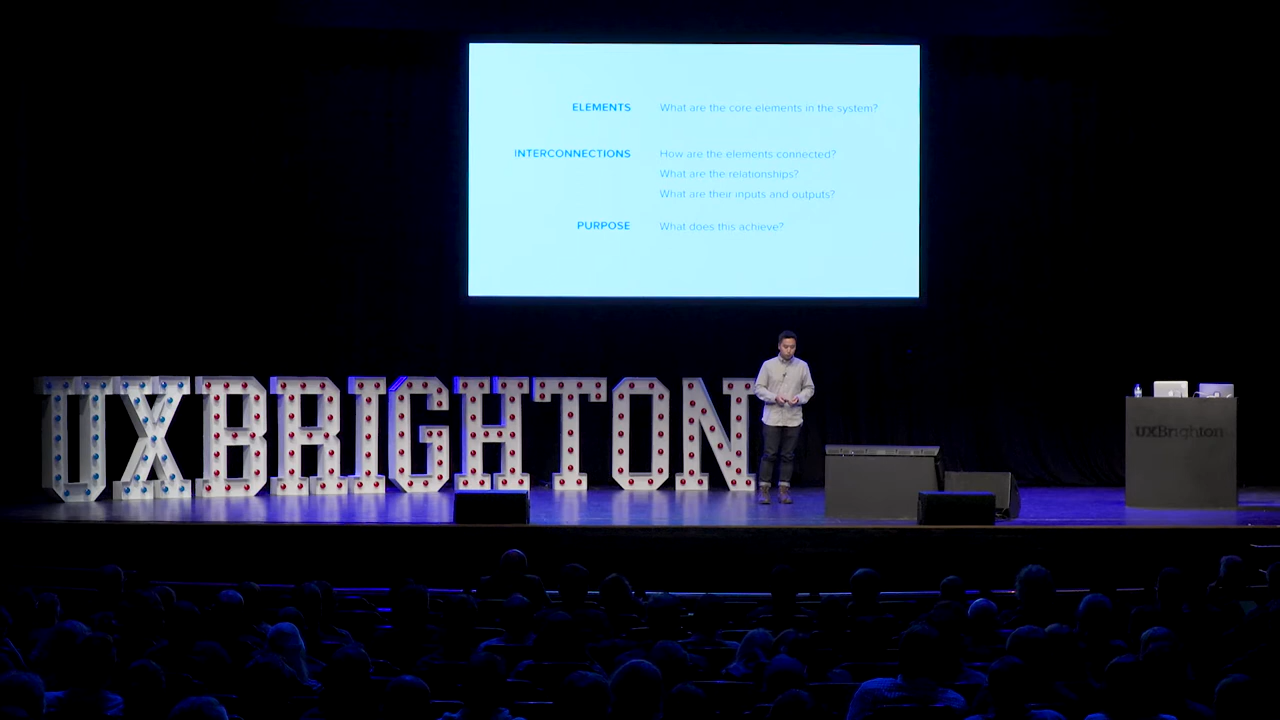 ELEMENTS What are the core elements in the system?
INTERCONNECTIONS How are the elements connected?
What are the relationships?
What are their inputs and outputs?
PURPOSE What does this achieve?
UXBRIGHTON
UXBrighton